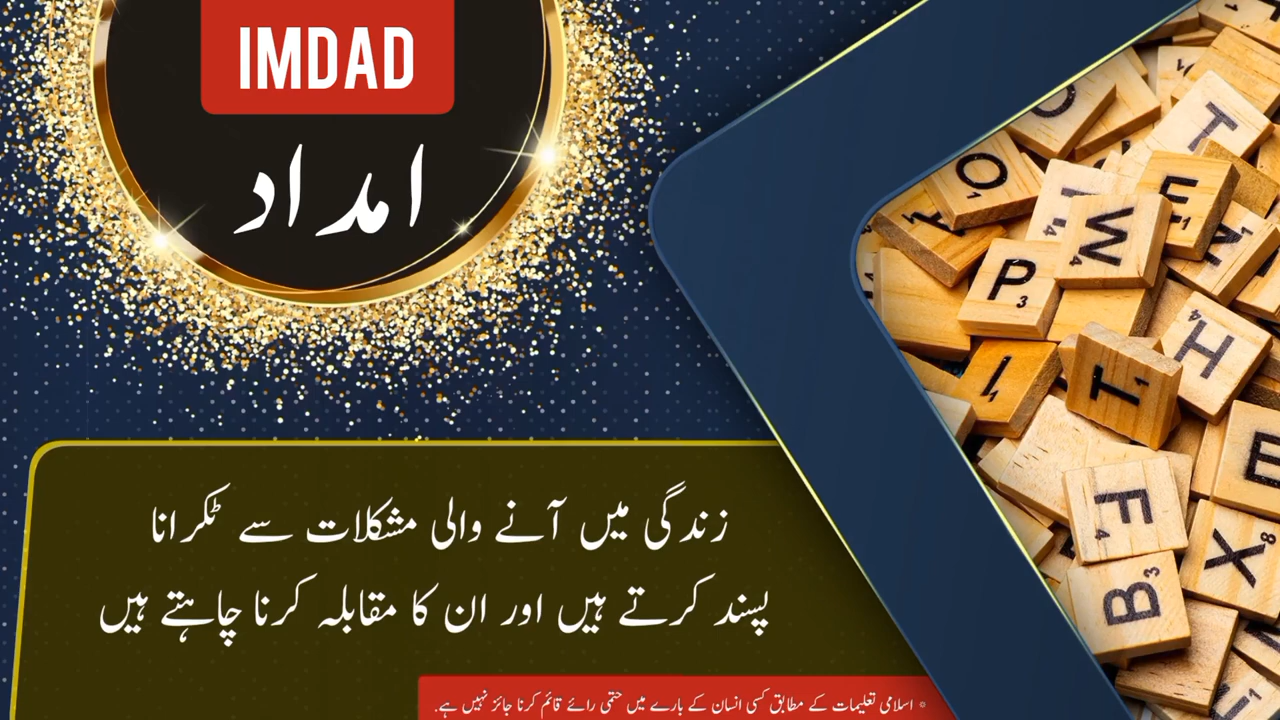 IMDAD
امداد
زندگی میں آنے والی مشکلات سے ٹکرانا
پسند کرتے ہیں اور ان کا مقابلہ کرنا چاہتے ہیں
* اسلامی تعلیمات کے مطابق کسی انسان کے بارے میں حتمی رائے قائم کرنا جائز نہیں ہے.
O
T
O
E
W
P
H
I
T
F
X
B